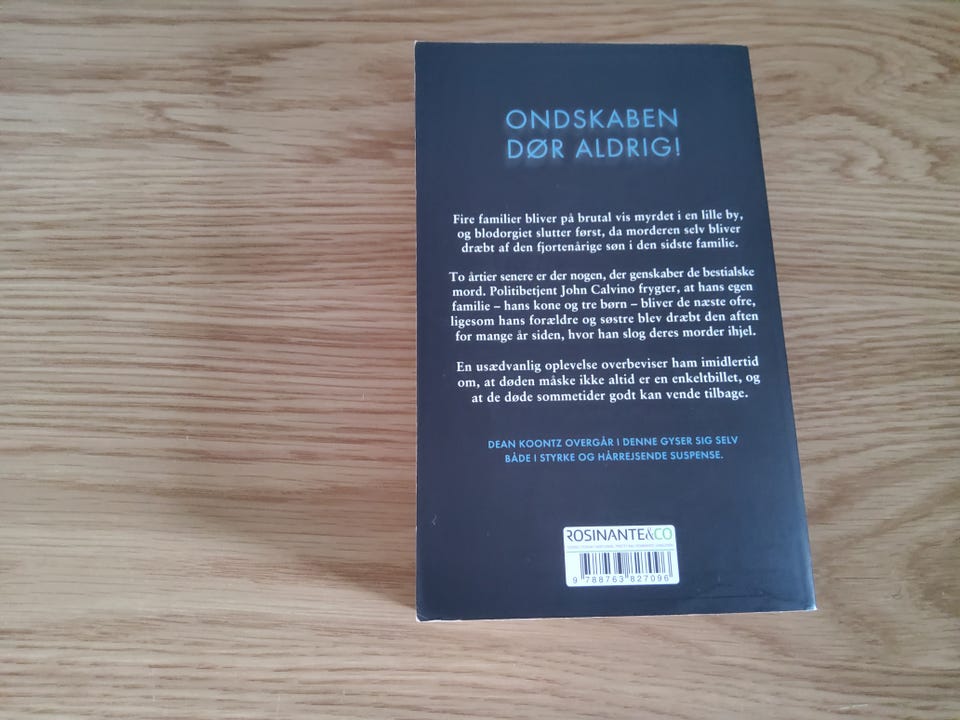 ONDSKABEN
DØR ALDRIG!
Fire familier bliver på brutal vis myrdet i en lille by,
og blodorgiet slutter først, da morderen selv bliver
dræbt af den fjortenårige søn i den sidste familie.
To årtier senere er der nogen, der genskaber de bestialske
mord. Politibetjent John Calvino frygter, at hans egen
familie – hans kone og tre børn – bliver de næste ofre,
ligesom hans forældre og søstre blev dræbt den aften
for mange år siden, hvor han slog deres morder ihjel.
En usædvanlig oplevelse overbeviser ham imidlertid
om, at døden måske ikke altid er en enkeltbillet, og
at de døde sommetider godt kan vende tilbage.
DEAN KOONTZ OVERGÅR I DENNE GYSER SIG SELV
BÅDE I STYRKE OG HÅRREJSENDE SUSPENSE.
ROSINANTE&CO
9 788763 827096